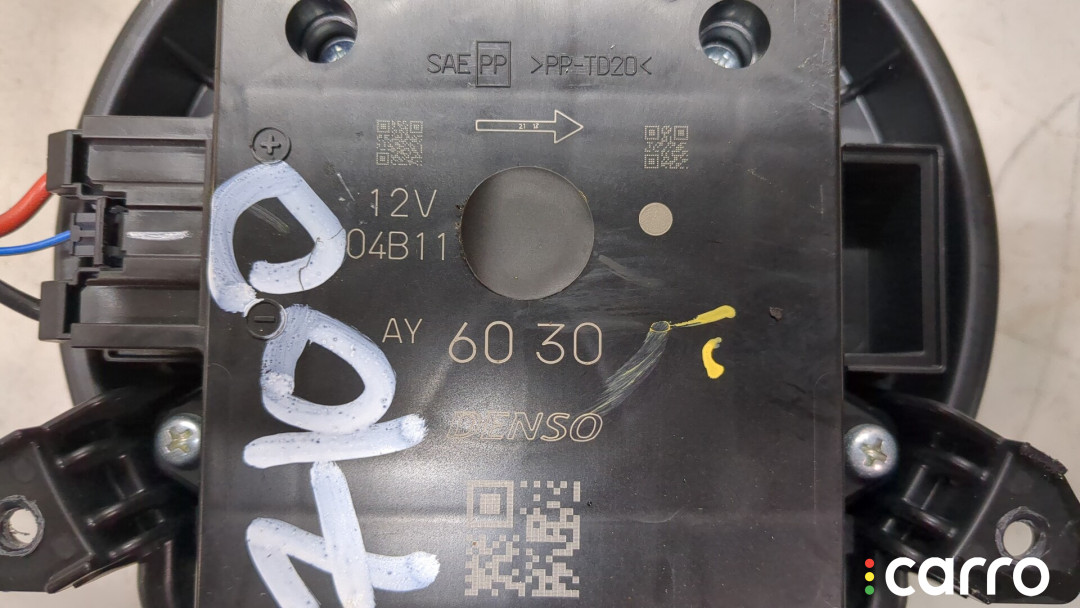 SAE PP >PP-TD20<
12V
04B11
AY 60 30
DENSO
carro